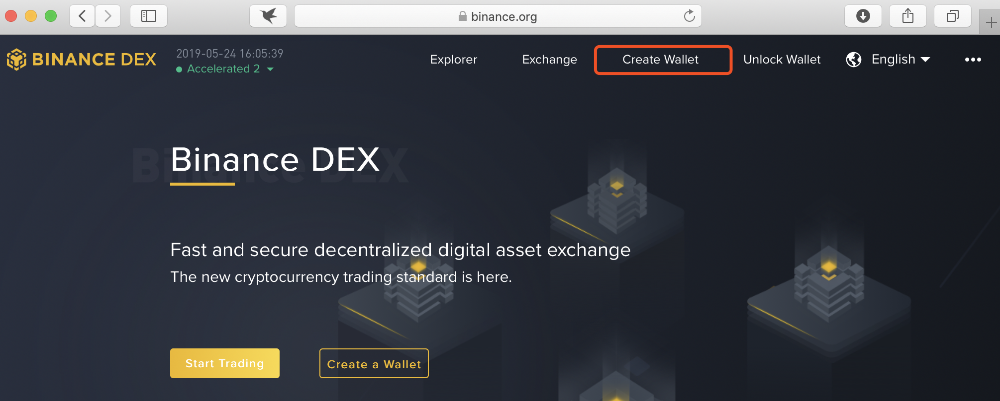 binance.org
BINANCE DEX
2019-05-24 16:05:39
Accelerated 2
Explorer
Exchange
Create Wallet
Unlock Wallet
English
Binance DEX
Binance DEX
Fast and secure decentralized digital asset exchange
The new cryptocurrency trading standard is here.
Start Trading
Create a Wallet